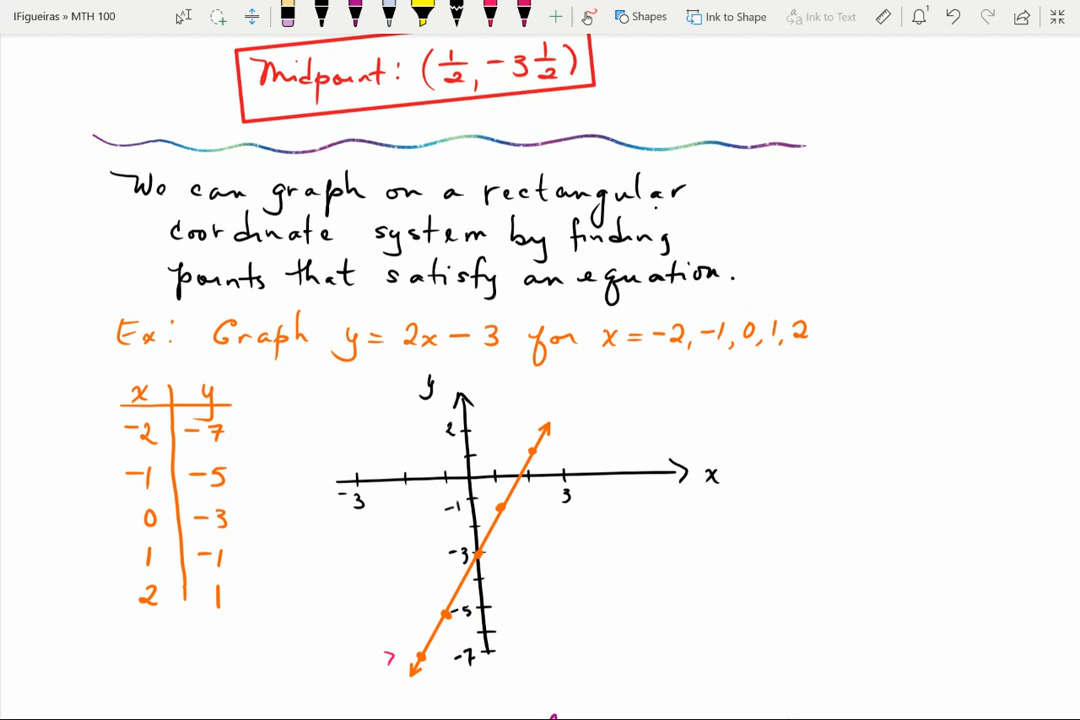 IFigueiras » MTH 100
Shapes
Ink to Shape
Ink to Text
1
Midpoint: (1/2, -3 1/2)
We can graph on a rectangular
coordinate system by finding
points that satisfy an equation.
Ex: Graph y = 2x - 3 for x = -2, -1, 0, 1, 2
x y
-2 -7
-1 -5
0 -3
1 -1
2 1
y
2
x
-3
3
-1
-3
-5
-7